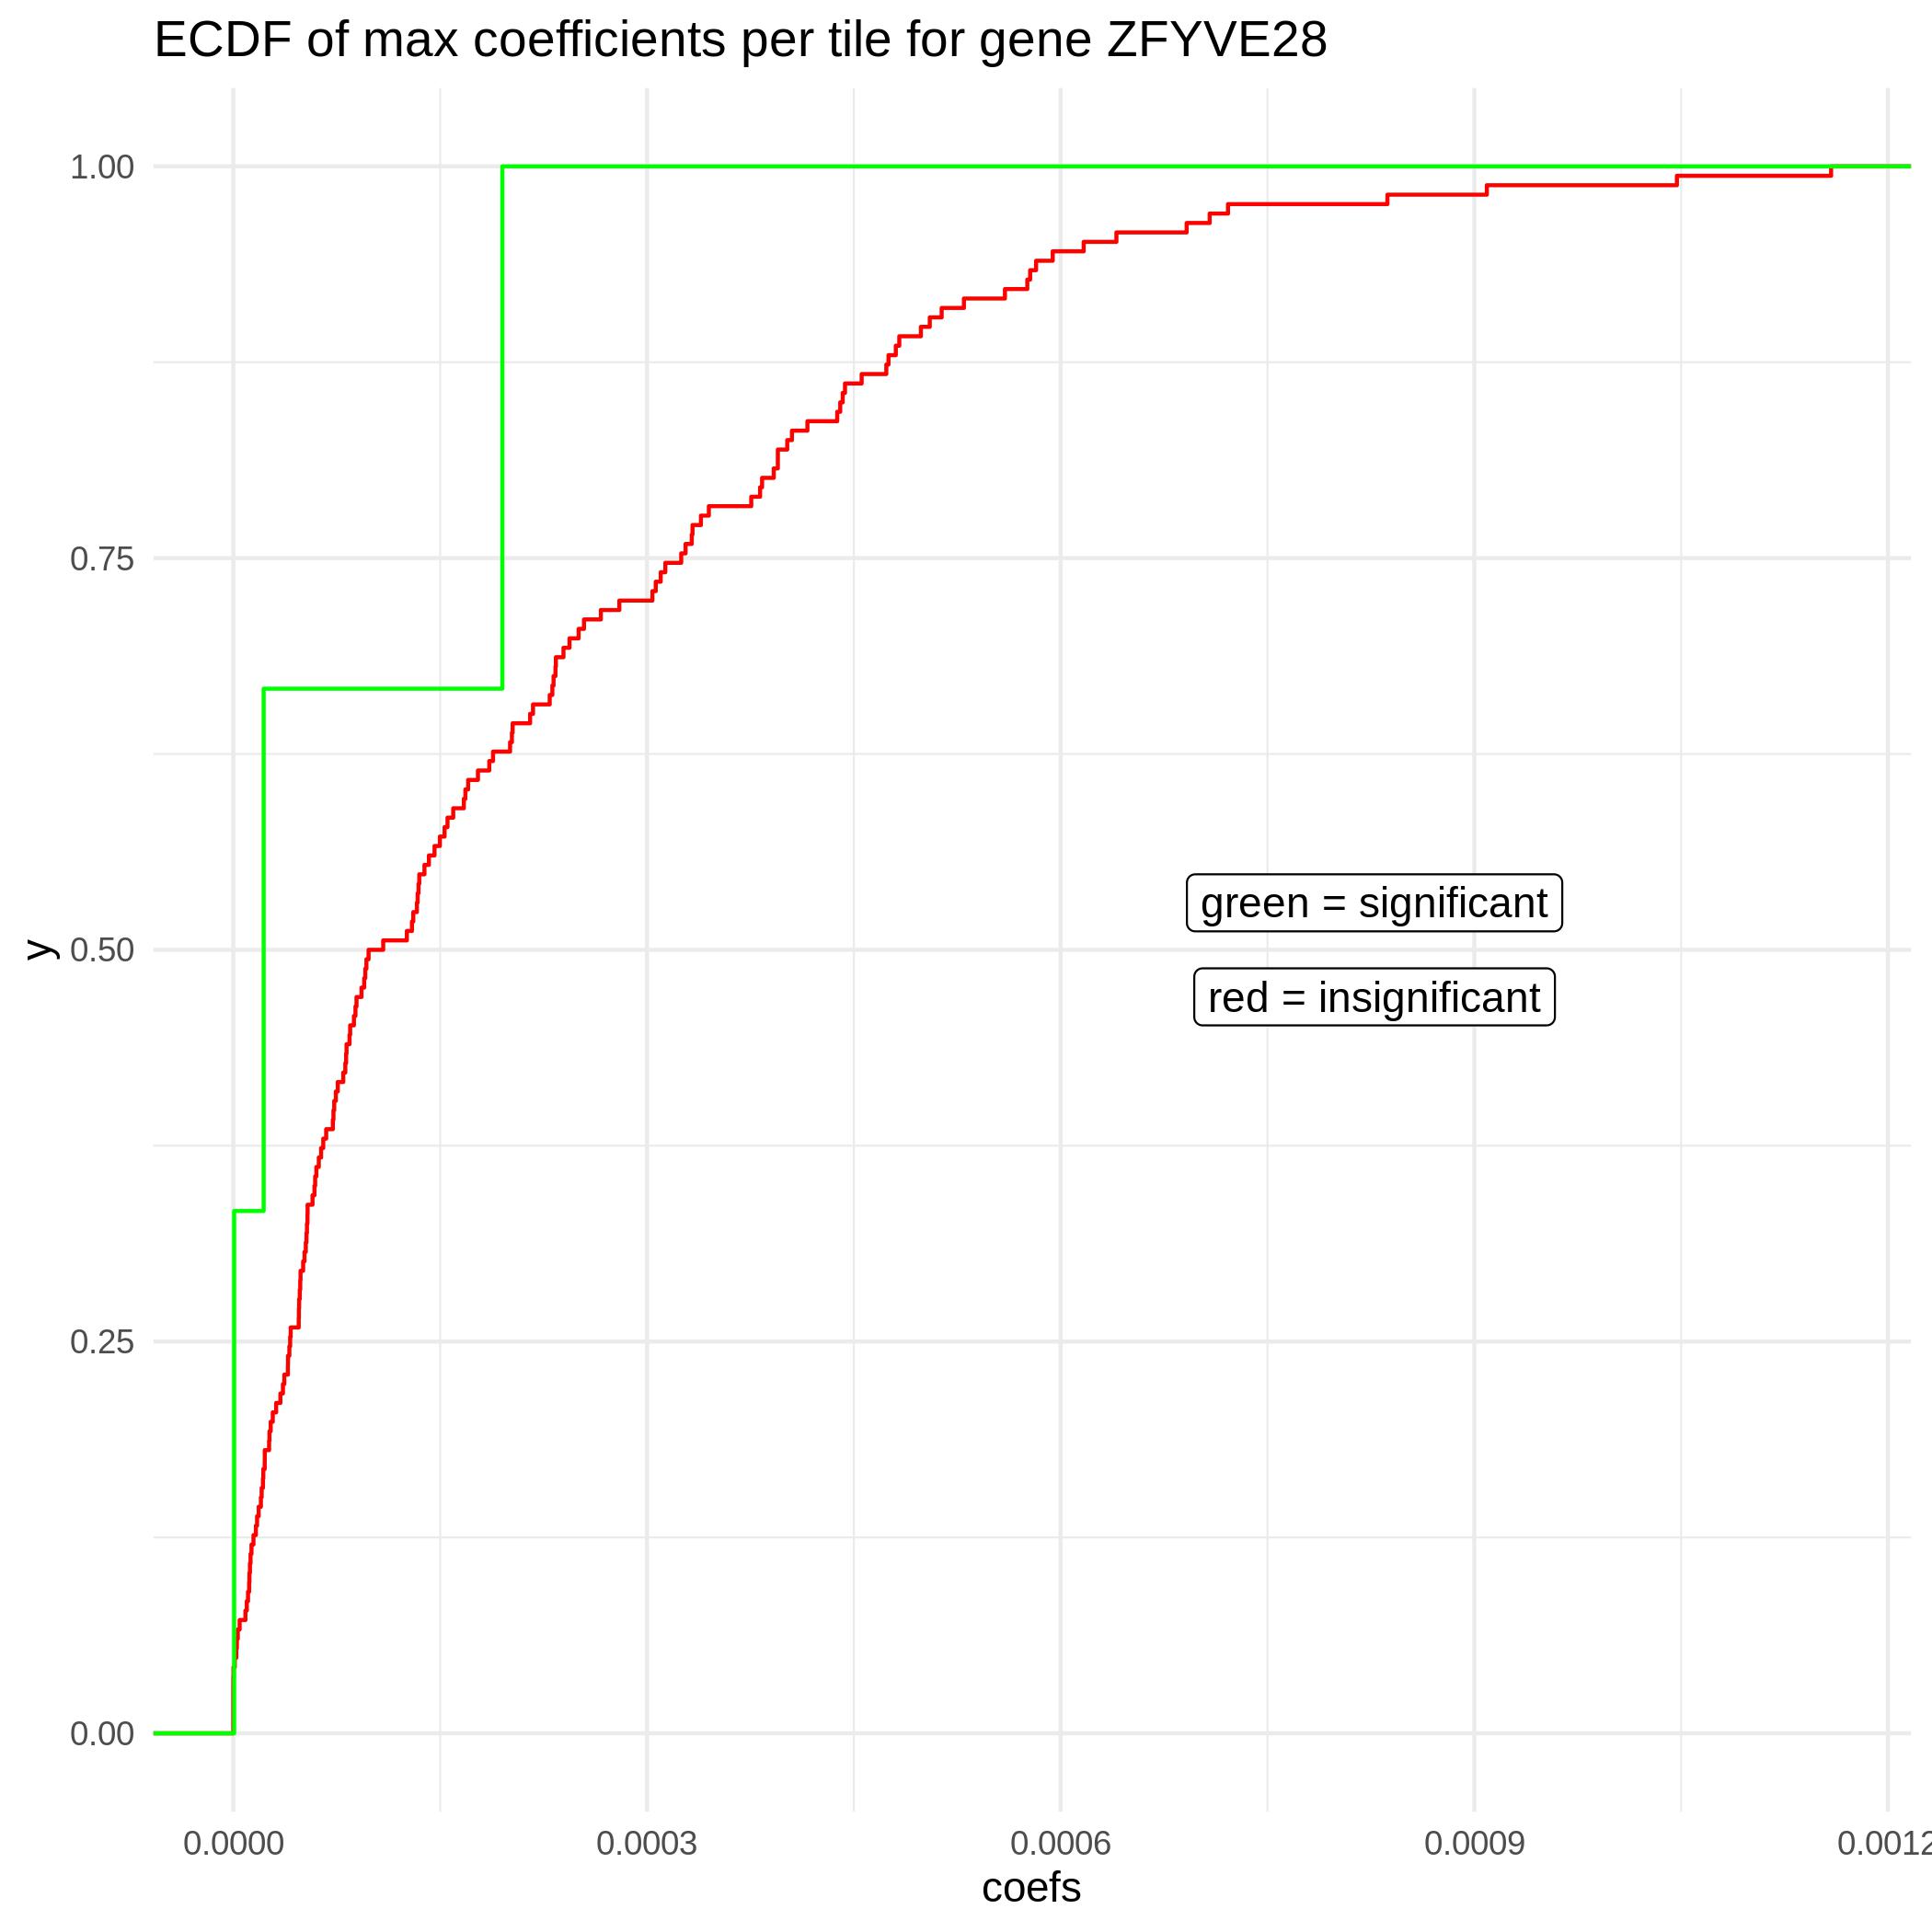 ECDF of max coefficients per tile for gene ZFYVE28
1.00
0.75
0.50
0.25
0.00
y
green = significant
red = insignificant
0.0000
0.0003
0.0006
0.0009
0.0012
coefs